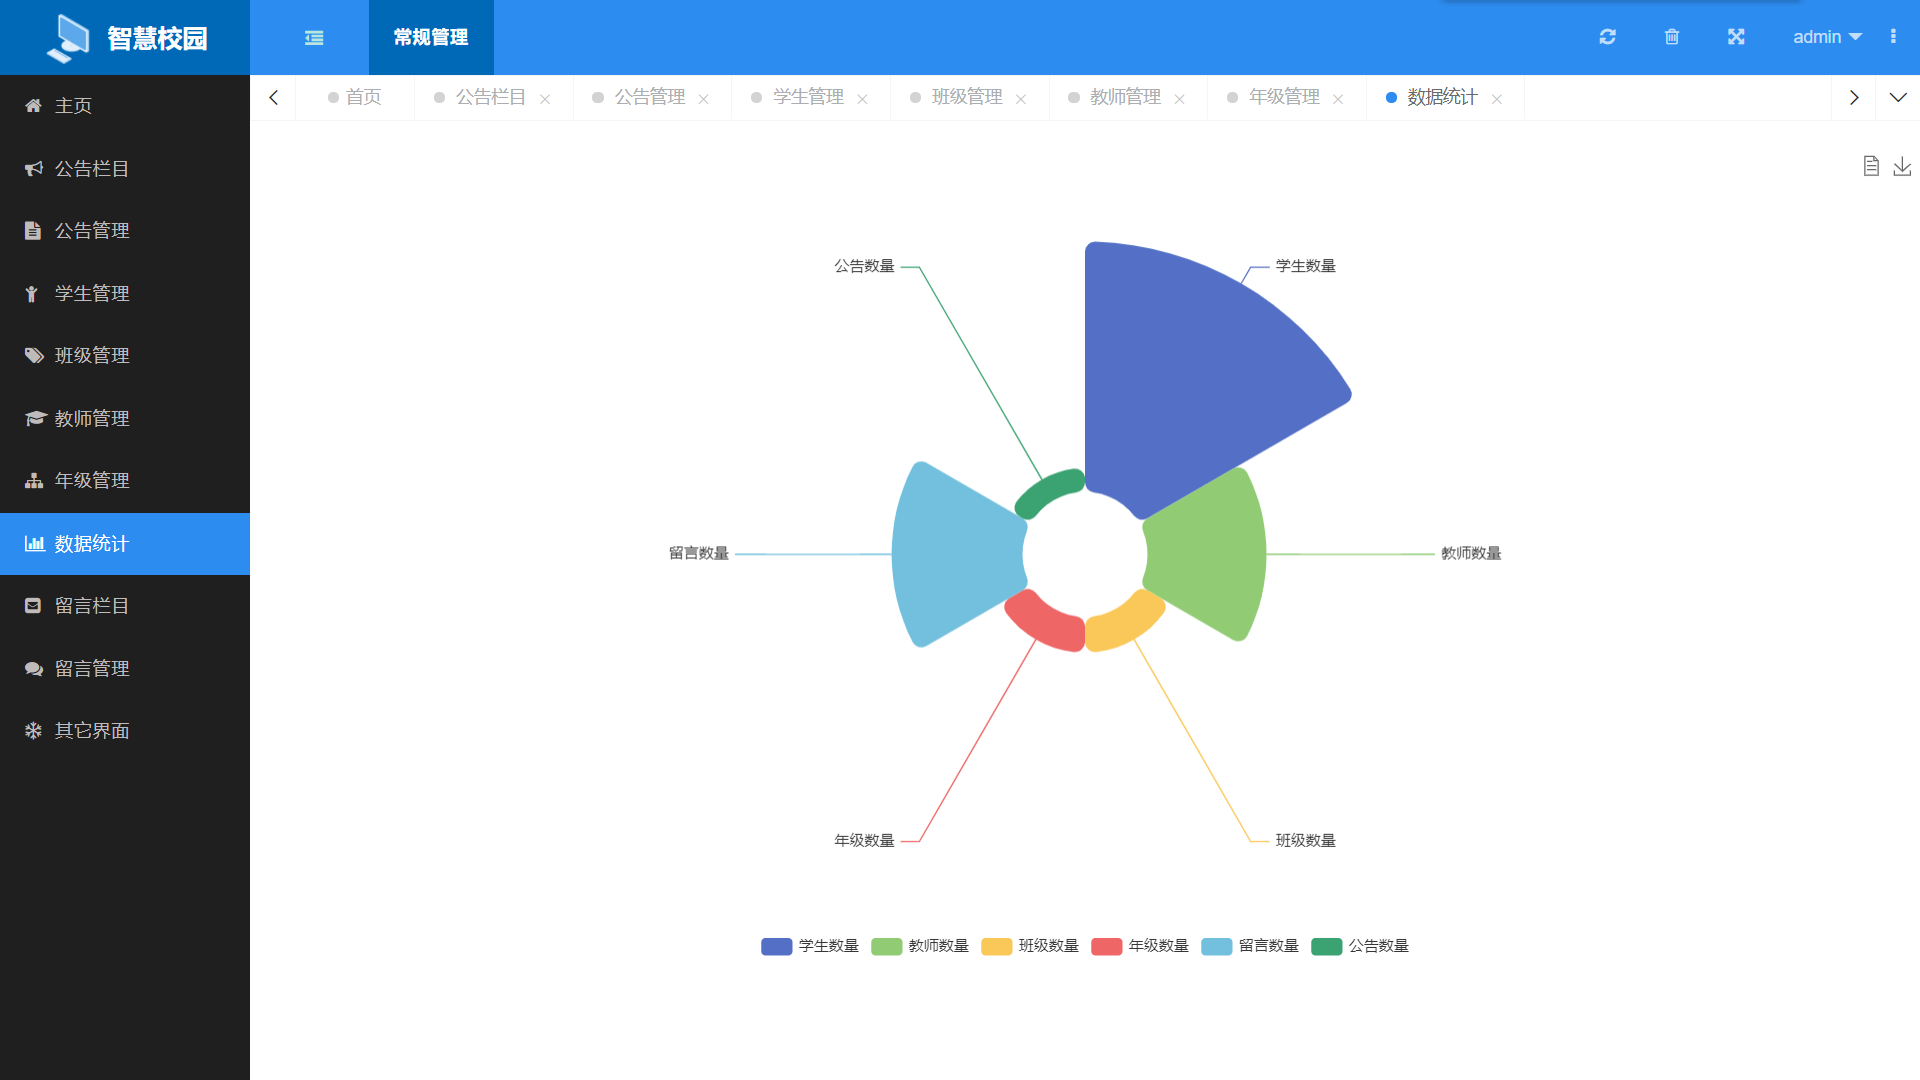 智慧校园
常规管理
admin
主页
公告栏目
公告管理
学生管理
班级管理
教师管理
年级管理
数据统计
留言栏目
留言管理
其它界面
首页 公告栏目 公告管理 学生管理 班级管理 教师管理 年级管理 数据统计
公告数量 学生数量
留言数量 教师数量
年级数量 班级数量
学生数量 教师数量 班级数量 年级数量 留言数量 公告数量